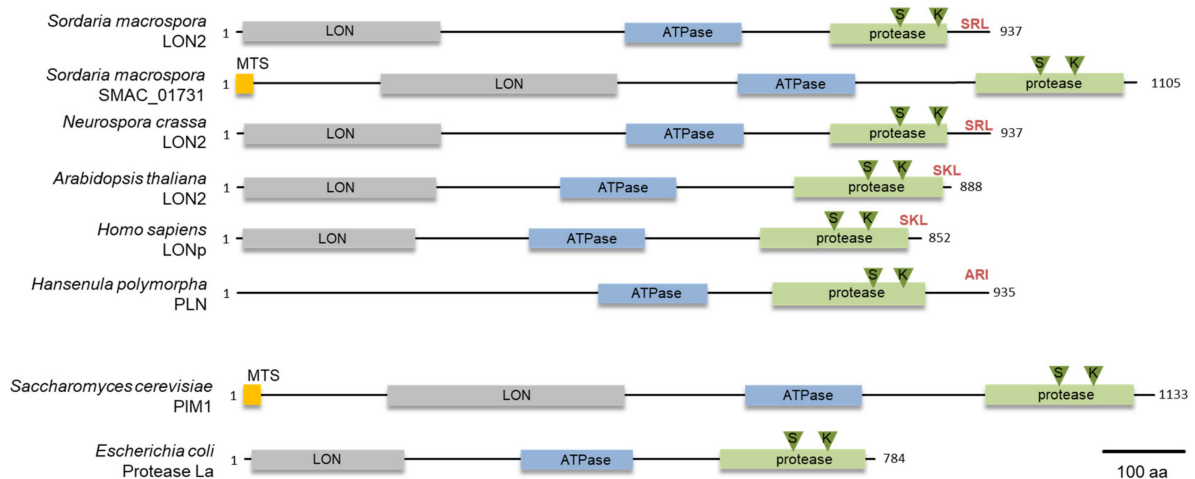 Sordaria macrospora
LON2
1 LON ATPase protease S K SRL 937
Sordaria macrospora
SMAC_01731
MTS
1 LON ATPase protease S K 1105
Neurospora crassa
LON2
1 LON ATPase protease S K SRL 937
Arabidopsis thaliana
LON2
1 LON ATPase protease S K SKL 888
Homo sapiens
LONp
1 LON ATPase protease S K SKL 852
Hansenula polymorpha
PLN
1 ATPase protease S K ARI 935
Saccharomyces cerevisiae
PIM1
MTS
1 LON ATPase protease S K 1133
Escherichia coli
Protease La
1 LON ATPase protease S K 784
100 aa